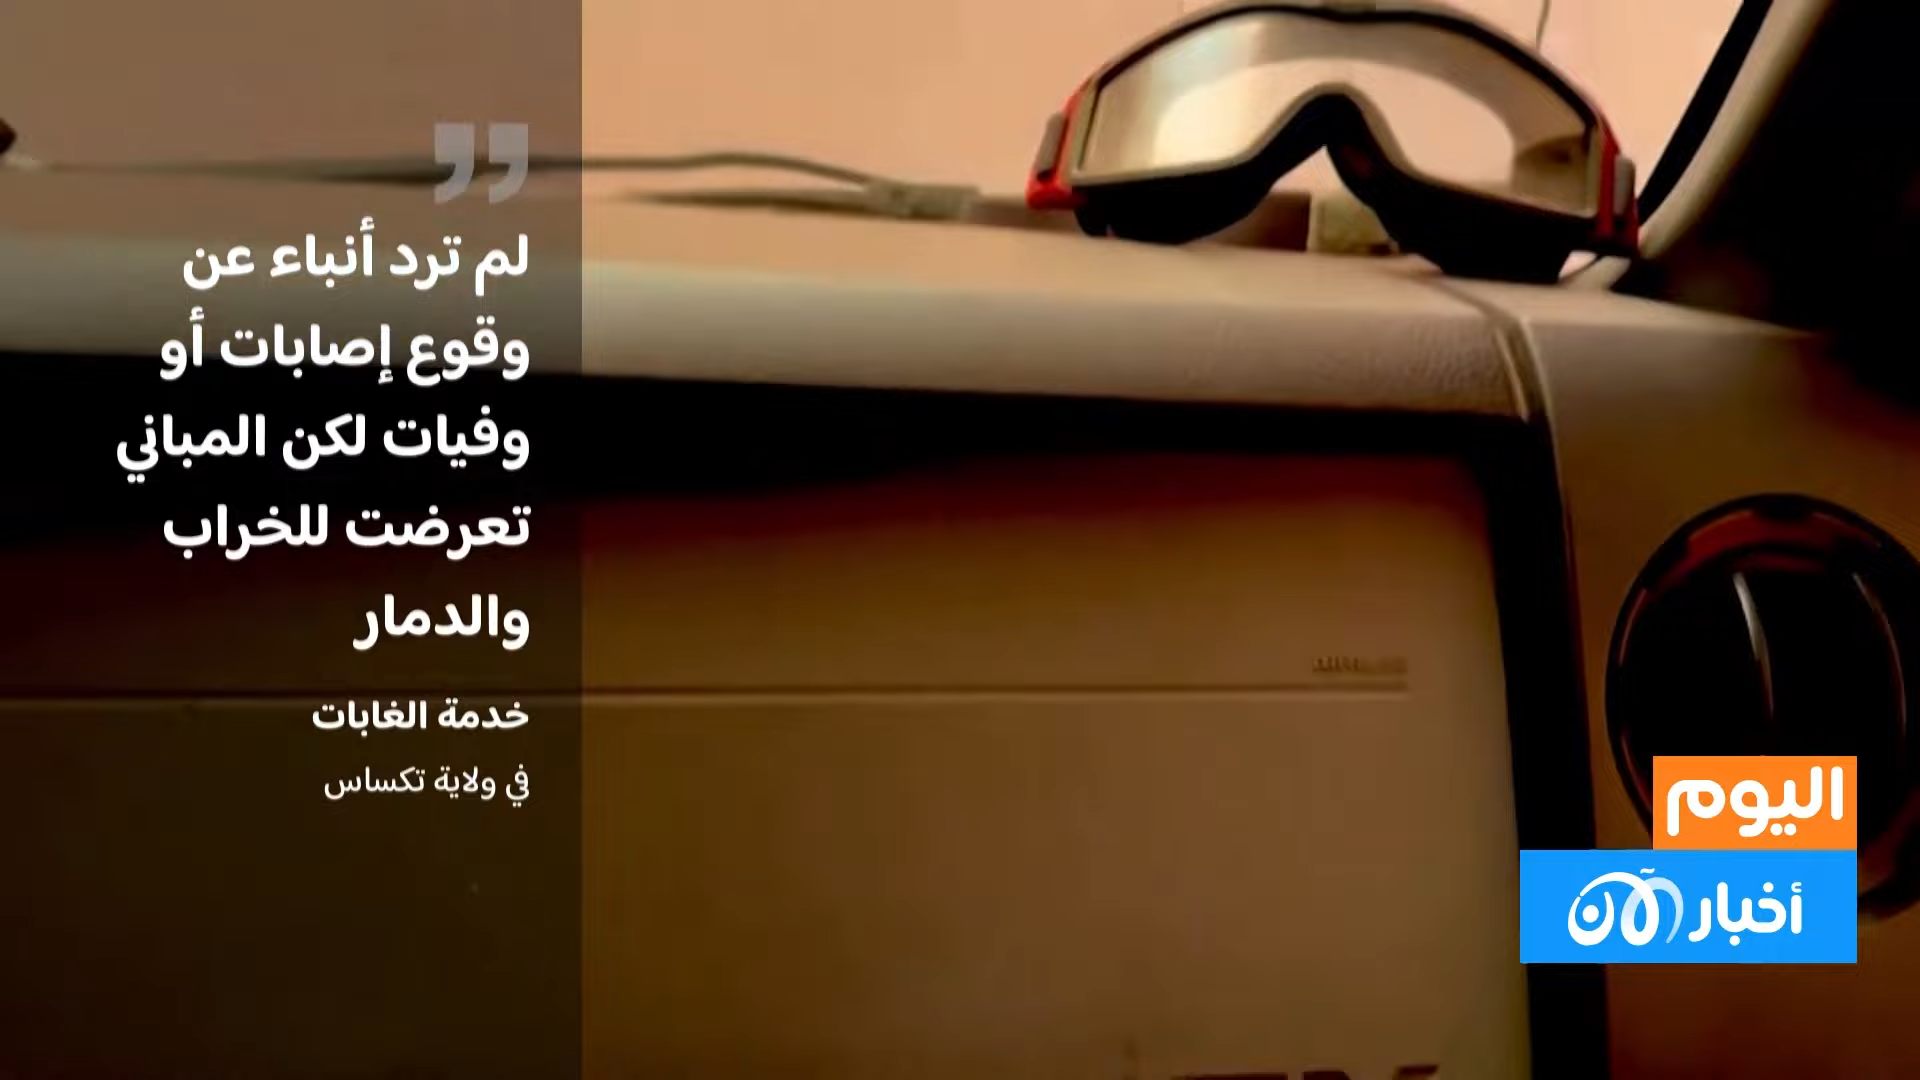 لم ترد أنباء عن
وقوع إصابات أو
وفيات لكن المباني
تعرضت للخراب
والدمار
خدمة الغابات
في ولاية تكساس
اليوم
أخبار الآن